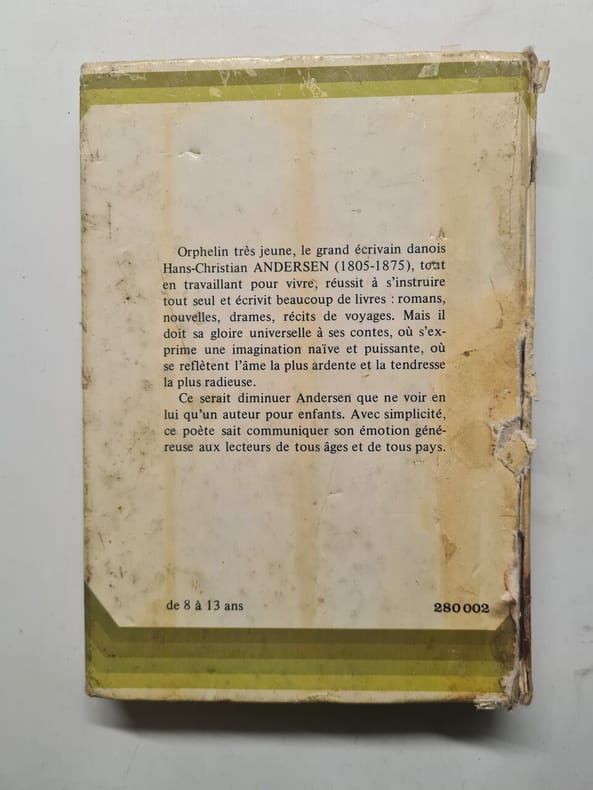 Orphelin très jeune, le grand écrivain danois
Hans-Christian ANDERSEN (1805-1875), tout
en travaillant pour vivre, réussit à s'instruire
tout seul et écrivit beaucoup de livres : romans,
nouvelles, drames, récits de voyages. Mais il
doit sa gloire universelle à ses contes, où s'ex-
prime une imagination naïve et puissante, où
se reflètent l'âme la plus ardente et la tendresse
la plus radieuse.
Ce serait diminuer Andersen que ne voir en
lui qu'un auteur pour enfants. Avec simplicité,
ce poète sait communiquer son émotion géné-
reuse aux lecteurs de tous âges et de tous pays.
de 8 à 13 ans
280 002